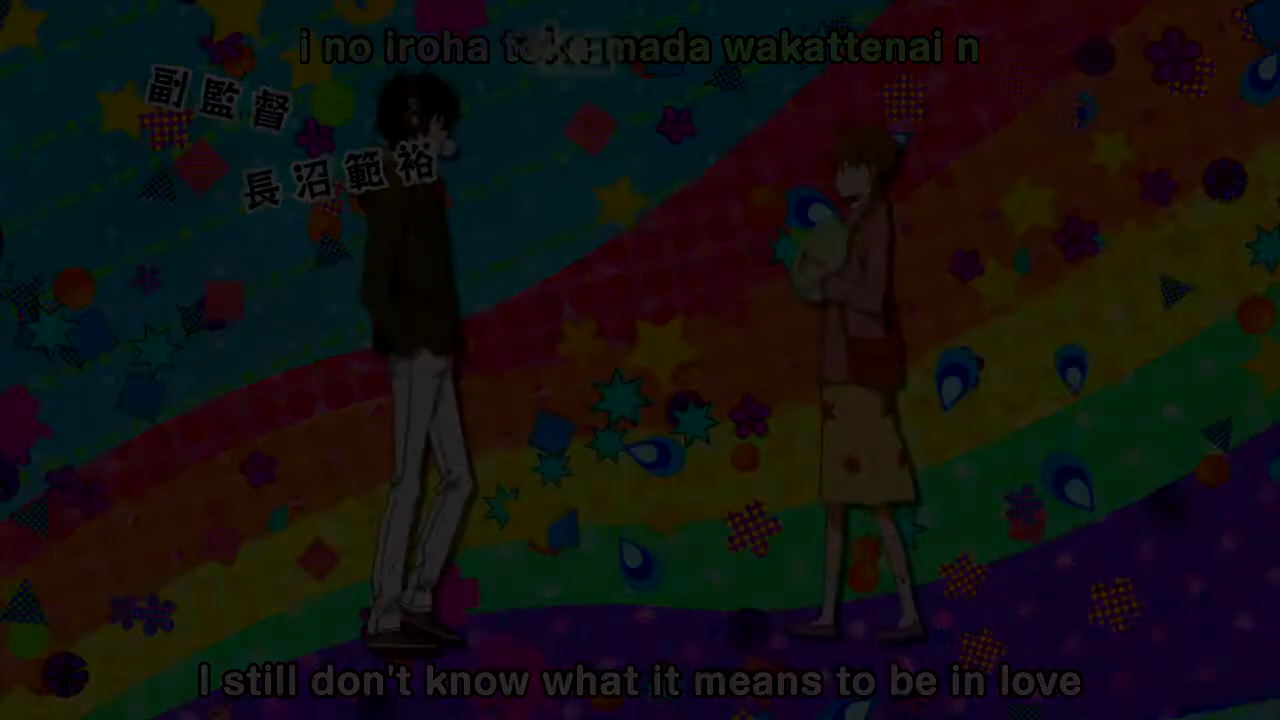 i no iroha toka mada wakattenai n
副監督
長沼範裕
I still don't know what it means to be in love